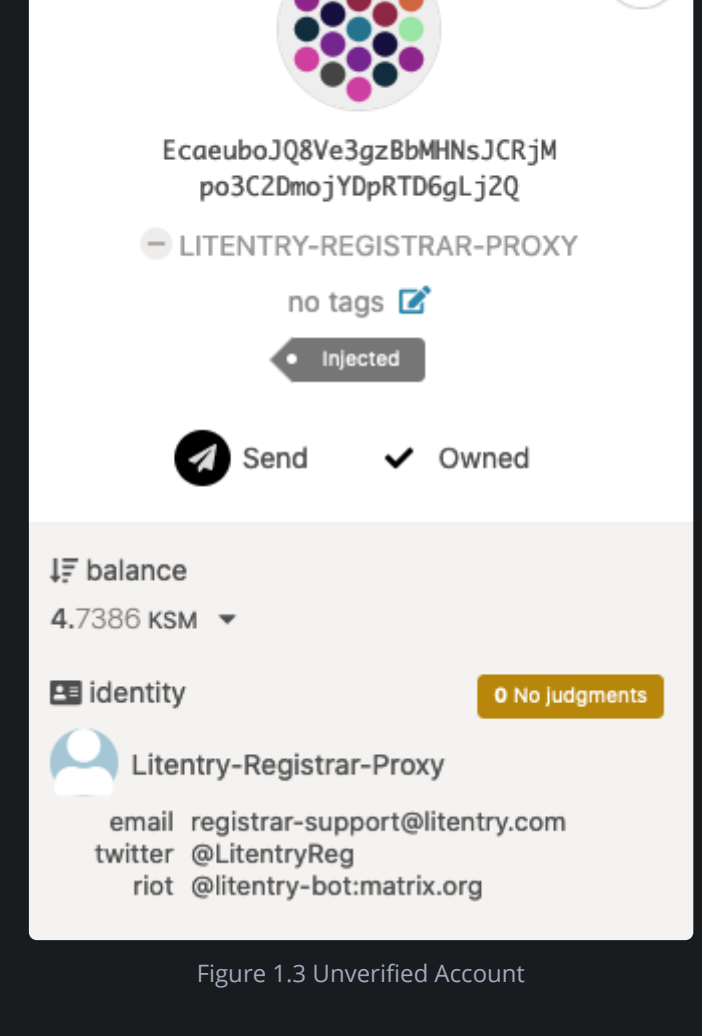 EcaeuboJQ8Ve3gzBbMHNsJCRjM
po3C2DmojYDpRTD6gLj2Q
LITENTRY-REGISTRAR-PROXY
no tags
Injected
Send
Owned
balance
4.7386 KSM
identity
0 No judgments
Litentry-Registrar-Proxy
email registrar-support@litentry.com
twitter @LitentryReg
riot @litentry-bot:matrix.org
Figure 1.3 Unverified Account